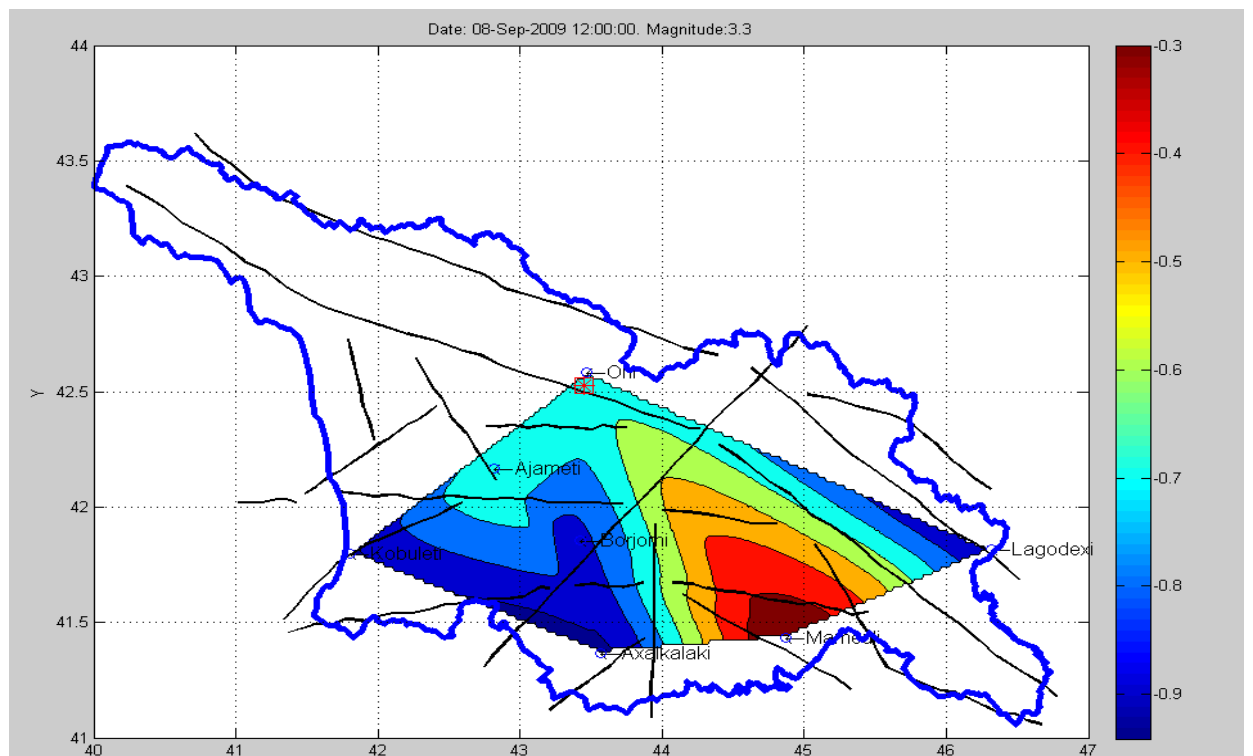 Date: 08-Sep-2009 12:00:00. Magnitude:3.3
44
43.5
43
42.5
42
41.5
41
Y
40
41
42
43
44
45
46
47
Oni
Ajameti
Borjomi
Kobuleti
Lagodexi
Marneuli
Axalkalaki
-0.3
-0.4
-0.5
-0.6
-0.7
-0.8
-0.9